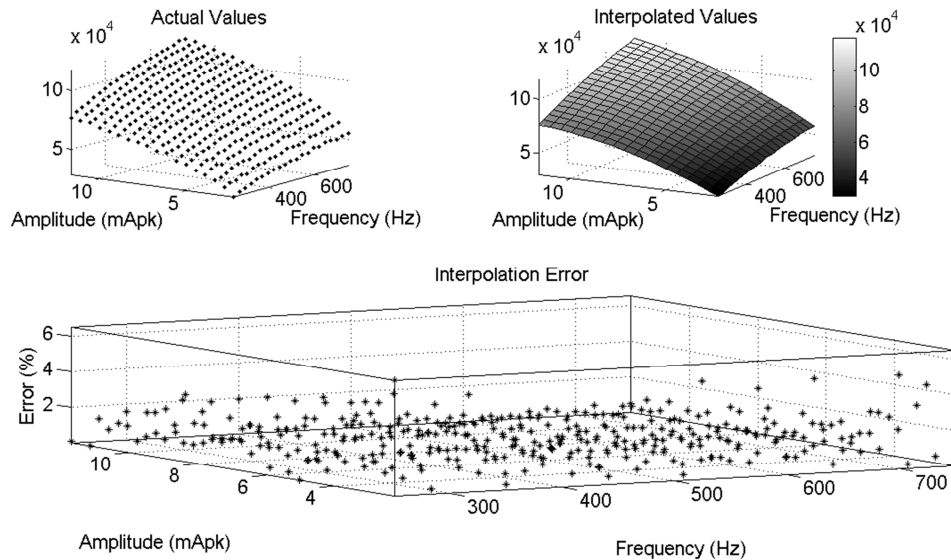 Actual Values
x 10^4
10
5
10
5
400
600
Amplitude (mApk)
Frequency (Hz)
Interpolated Values
x 10^4
10
5
10
5
400
600
Amplitude (mApk)
Frequency (Hz)
x 10^4
10
8
6
4
Interpolation Error
6
4
2
Error (%)
10
8
6
4
300
400
500
600
700
Amplitude (mApk)
Frequency (Hz)